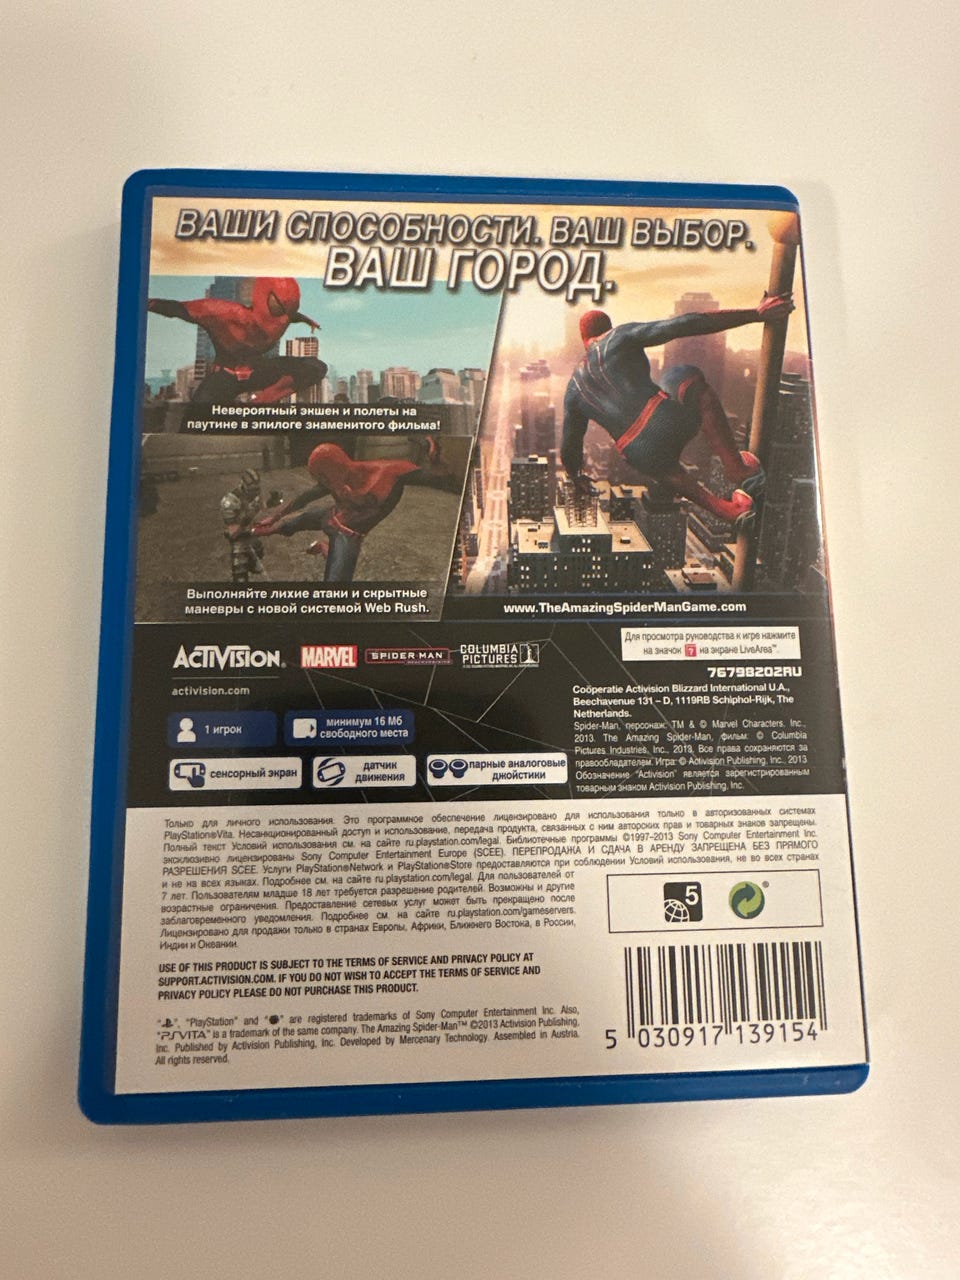 ВАШИ СПОСОБНОСТИ. ВАШ ВЫБОР.
ВАШ ГОРОД.
Невероятный экшен и полеты на
паутине в эпилоге знаменитого фильма!
Выполняйте лихие атаки и скрытные
маневры с новой системой Web Rush.
www.TheAmazingSpiderManGame.com
ACTIVISION®
activision.com
MARVEL
SPIDER-MAN
COLUMBIA
PICTURES
Для просмотра руководства к игре нажмите
на значок ? на экране LiveArea™.
76798202RU
Coöperatie Activision Blizzard International U.A.,
Beechavenue 131 – D, 1119RB Schiphol-Rijk, The
Netherlands.
Spider-Man, персонаж: TM & © Marvel Characters, Inc.,
2013. The Amazing Spider-Man, фильм: © Columbia
Pictures Industries, Inc., 2013. Все права сохраняются за
правообладателем. Игра: © Activision Publishing, Inc., 2013
Обозначение "Activision" является зарегистрированным
товарным знаком Activision Publishing, Inc.
1 игрок
минимум 16 Мб
свободного места
сенсорный экран
датчик
движения
парные аналоговые
джойстики
Только для личного использования. Это программное обеспечение лицензировано для использования только в авторизованных системах
PlayStation®Vita. Несанкционированный доступ и использование, передача продукта, связанных с ним авторских прав и товарных знаков запрещены.
Полный текст Условий использования см. на сайте ru.playstation.com/legal. Библиотечные программы ©1997-2013 Sony Computer Entertainment Inc.
эксклюзивно лицензированы Sony Computer Entertainment Europe (SCEE). ПЕРЕПРОДАЖА И СДАЧА В АРЕНДУ ЗАПРЕЩЕНА БЕЗ ПРЯМОГО
РАЗРЕШЕНИЯ SCEE. Услуги PlayStation®Network и PlayStation®Store предоставляются при соблюдении Условий использования, не во всех странах
и не на всех языках. Подробнее см. на сайте ru.playstation.com/legal. Для пользователей от
7 лет. Пользователям младше 18 лет требуется разрешение родителей. Возможны и другие
возрастные ограничения. Предоставление сетевых услуг может быть прекращено после
заблаговременного уведомления. Подробнее см. на сайте ru.playstation.com/gameservers.
Лицензировано для продажи только в странах Европы, Африки, Ближнего Востока, в России,
Индии и Океании.
5
USE OF THIS PRODUCT IS SUBJECT TO THE TERMS OF SERVICE AND PRIVACY POLICY AT
SUPPORT.ACTIVISION.COM. IF YOU DO NOT WISH TO ACCEPT THE TERMS OF SERVICE AND
PRIVACY POLICY PLEASE DO NOT PURCHASE THIS PRODUCT.
"PlayStation" and " " are registered trademarks of Sony Computer Entertainment Inc. Also,
"PSVITA" is a trademark of the same company. The Amazing Spider-Man™ ©2013 Activision Publishing,
Inc. Published by Activision Publishing, Inc. Developed by Mercenary Technology. Assembled in Austria.
All rights reserved.
5 030917 139154